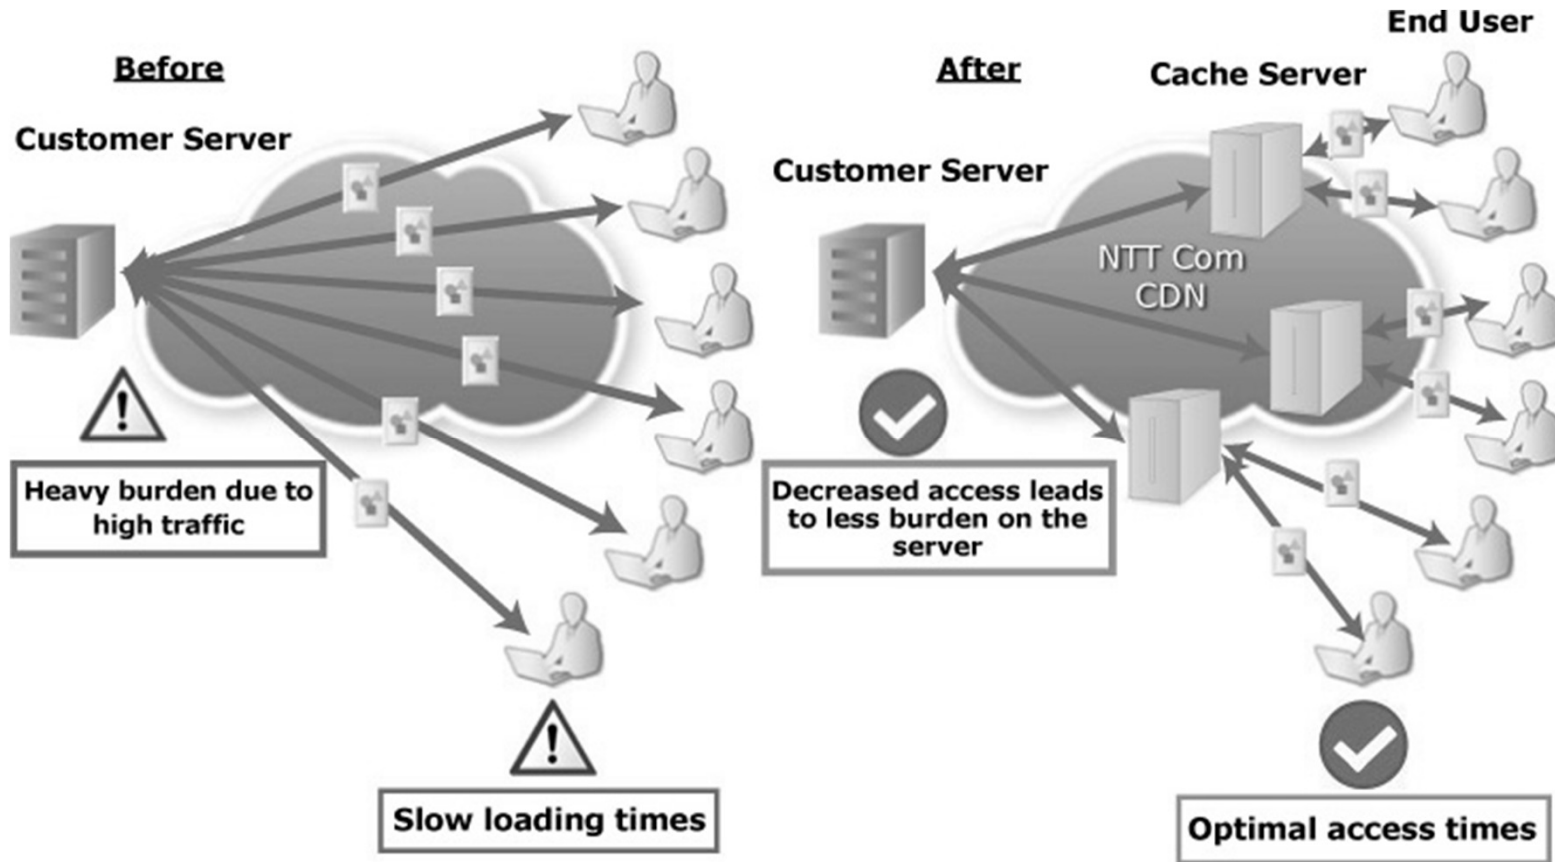 Before
Customer Server
Heavy burden due to
high traffic
Slow loading times
After
End User
Cache Server
Customer Server
NTT Com
CDN
Decreased access leads
to less burden on the
server
Optimal access times